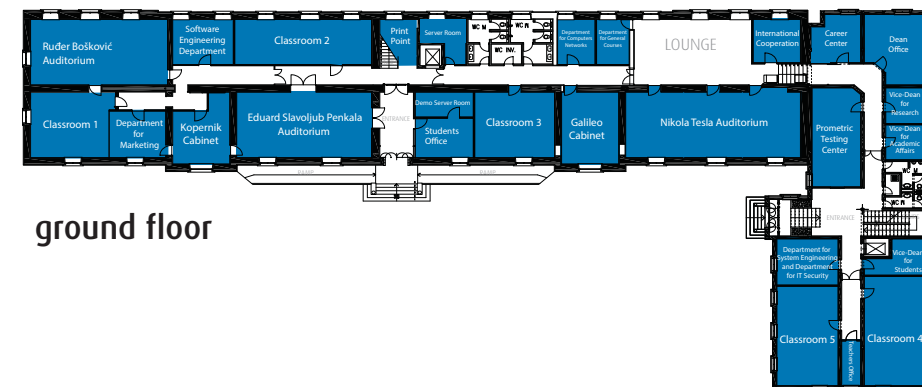 Ruđer Bošković
Auditorium
Software
Engineering
Department
Classroom 2
Print
Point
Server Room
WC M
WC Ž
WC INV.
Department
for Computers
Networks
Department
for General
Courses
LOUNGE
International
Cooperation
Career
Center
Dean
Office
Classroom 1
Department
for
Marketing
Kopernik
Cabinet
Eduard Slavoljub Penkala
Auditorium
ENTRANCE
Demo Server Room
Students
Office
Classroom 3
Galileo
Cabinet
Nikola Tesla Auditorium
Prometric
Testing
Center
Vice-Dean
for
Research
Vice-Dean
for
Academic
Affairs
WC M
WC Ž
RAMP
RAMP
ENTRANCE
ground floor
Department for
System Engineering
and Department
for IT Security
Vice-Dean
for
Students
Classroom 5
Teachers Office
Classroom 4